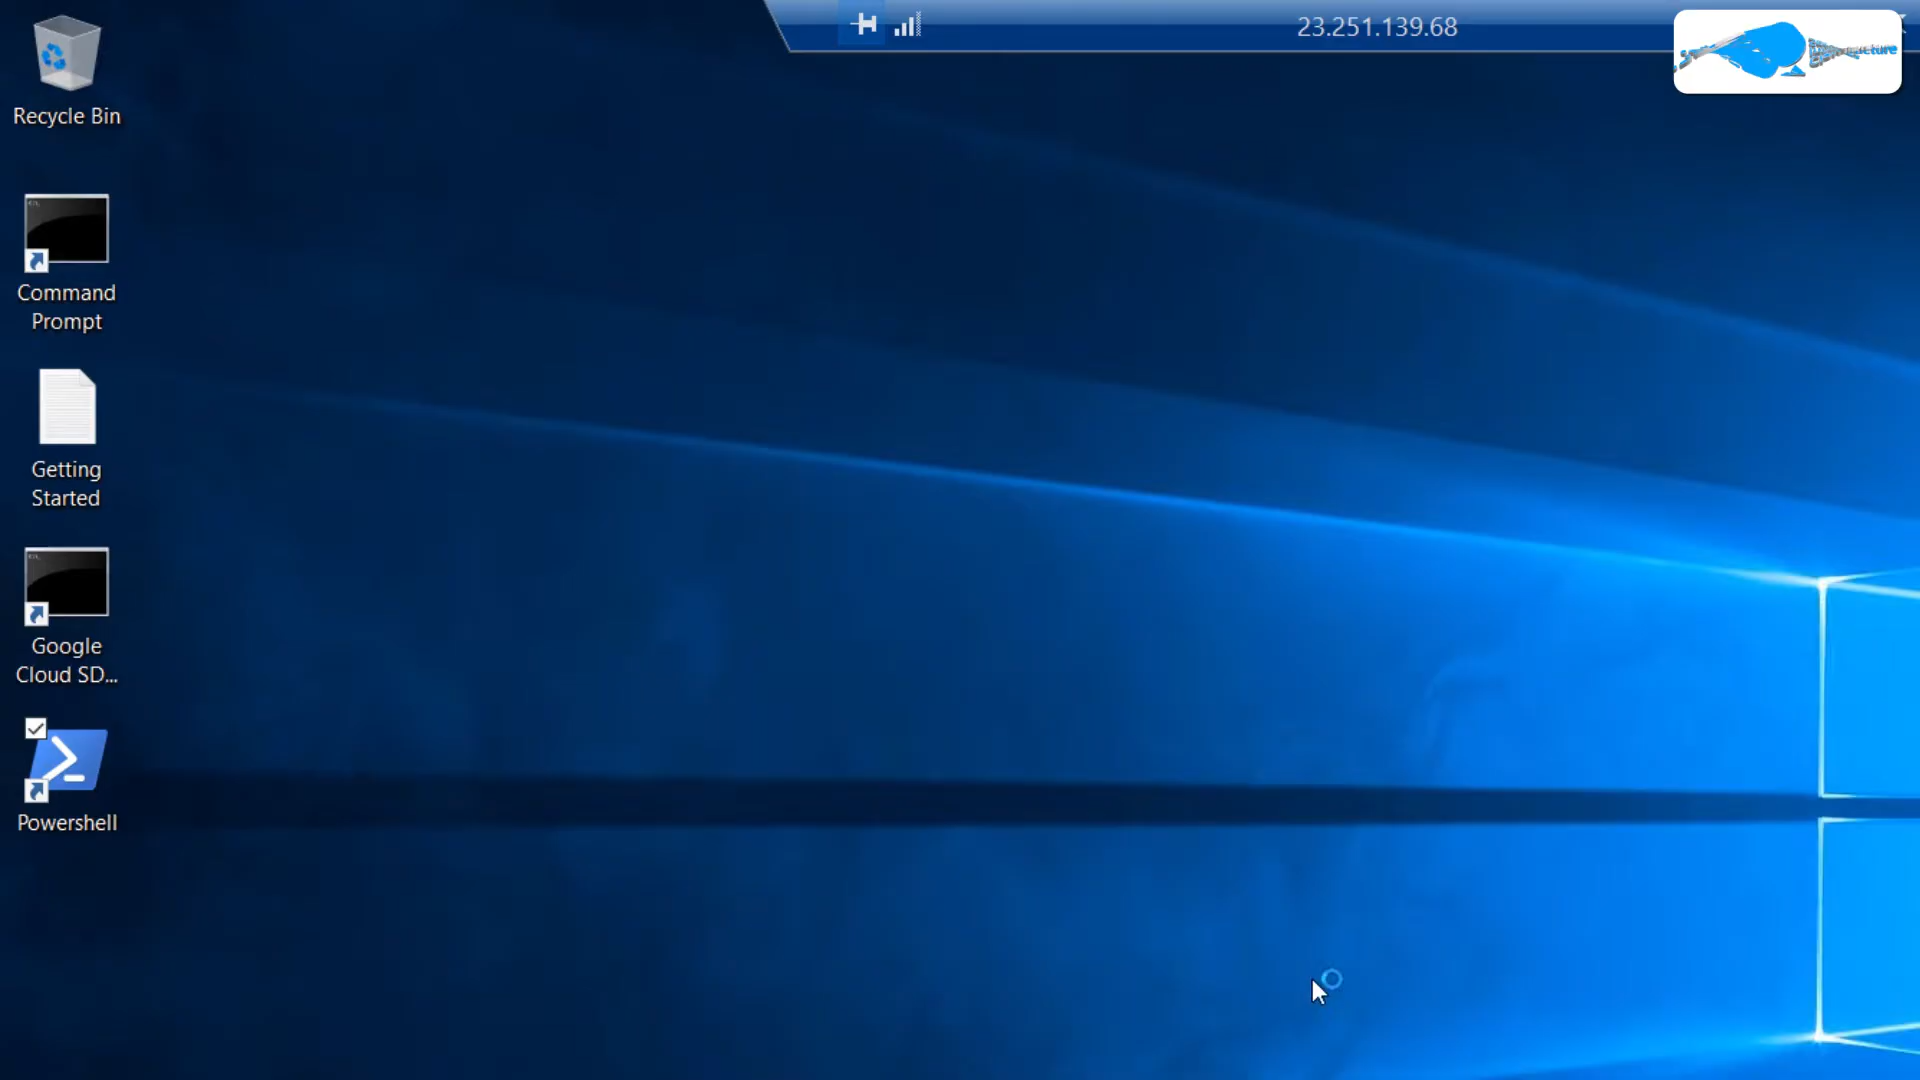 23.251.139.68
Recycle Bin
Command
Prompt
Getting
Started
Google
Cloud SD...
Powershell